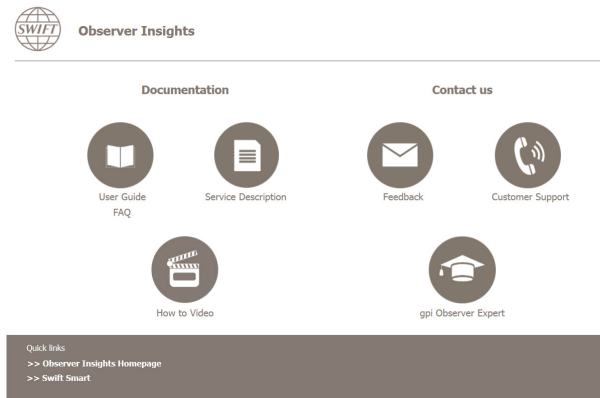 SWIFT
Observer Insights
Documentation
Contact us
User Guide
FAQ
Service Description
Feedback
Customer Support
How to Video
gpi Observer Expert
Quick links
>> Observer Insights Homepage
>> Swift Smart